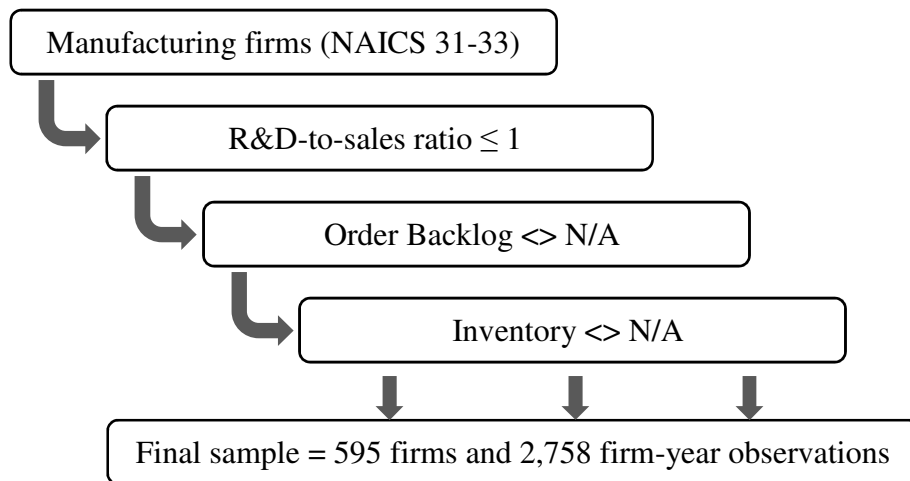 Manufacturing firms (NAICS 31-33)
R&D-to-sales ratio ≤ 1
Order Backlog <> N/A
Inventory <> N/A
Final sample = 595 firms and 2,758 firm-year observations